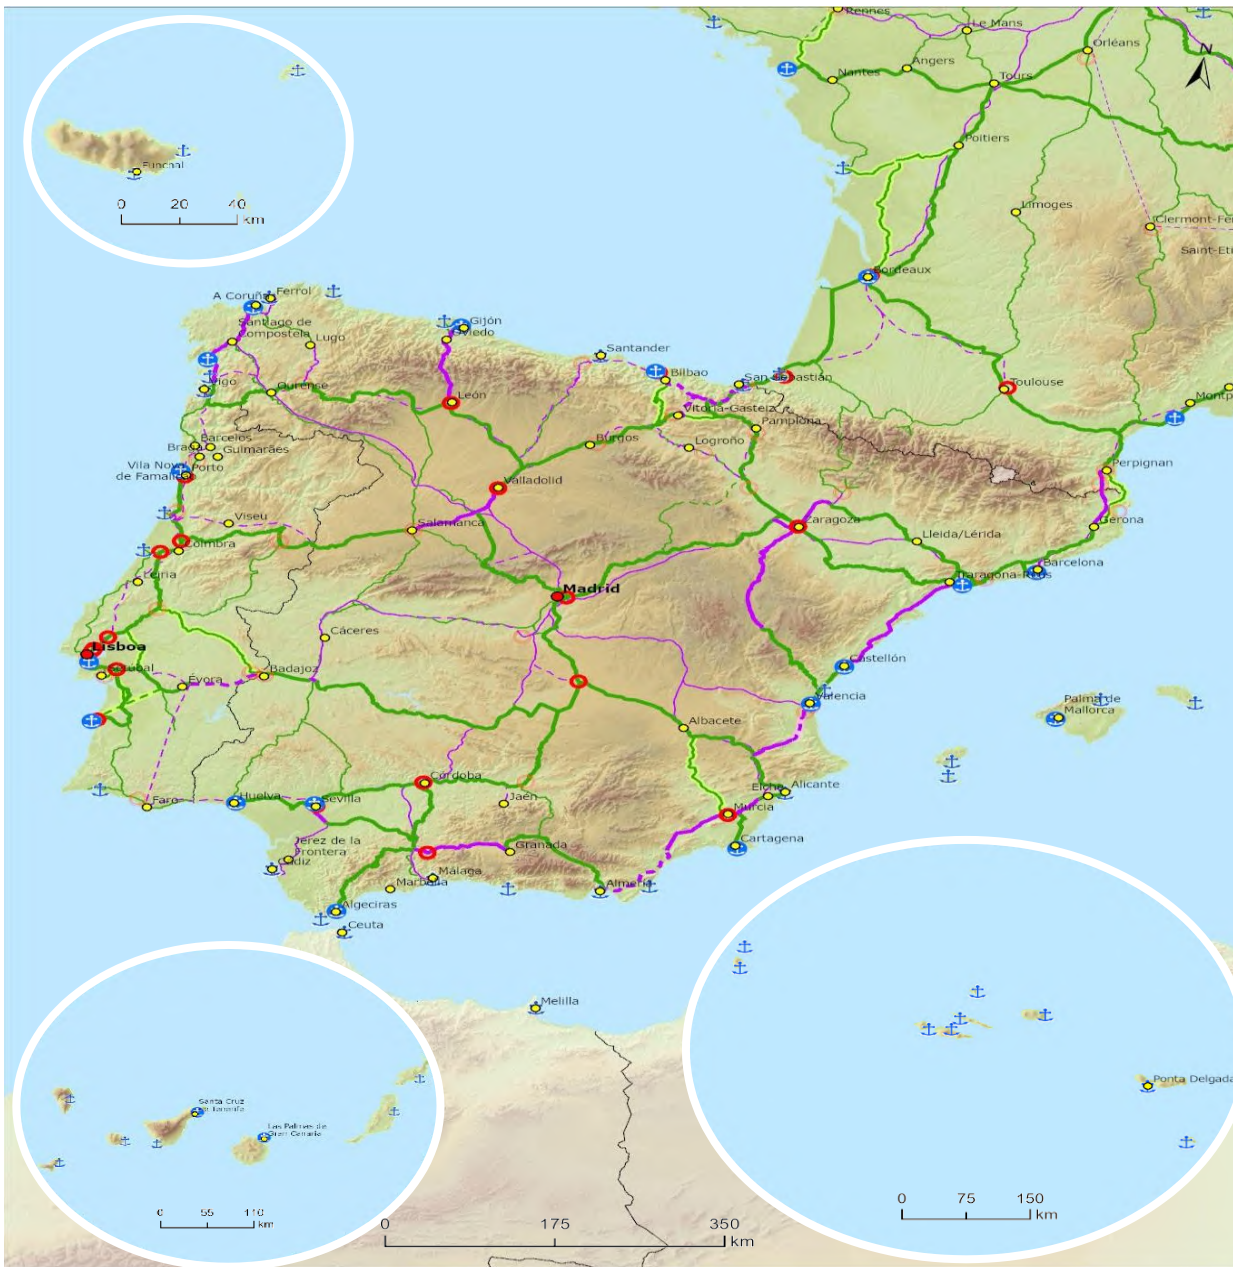 Rennes
Le Mans
Orléans
N
Angers
Nantes
Tours
Poitiers
Funchal
0 20 40
km
Limoges
Clermont-Fe
Saint-Eti
Bordeaux
A Coruña
Ferrol
Santiago de
Compostela
Lugo
Gijón
Oviedo
Santander
Bilbao
San Sebastián
Toulouse
Montp
Vigo
Ourense
León
Vitoria-Gasteiz
Pamplona
Burgos
Logroño
Barcelos
Braga
Guimarães
Vila Nova
de Famalicão
Porto
Perpignan
Valladolid
Viseu
Salamanca
Zaragoza
Gerona
Lleida/Lérida
Coimbra
Barcelona
Tarragona-Reus
Leiria
Madrid
Lisboa
Cáceres
Setúbal
Évora
Badajoz
Castellón
Valencia
Palma de
Mallorca
Albacete
Córdoba
Elche
Alicante
Faro
Huelva
Sevilla
Jaén
Murcia
Jerez de la
Frontera
Cádiz
Granada
Cartagena
Málaga
Marbella
Almería
Algeciras
Ceuta
Melilla
Santa Cruz
de Tenerife
Las Palmas de
Gran Canaria
Ponta Delgada
0 55 110
km
0 175 350
km
0 75 150
km